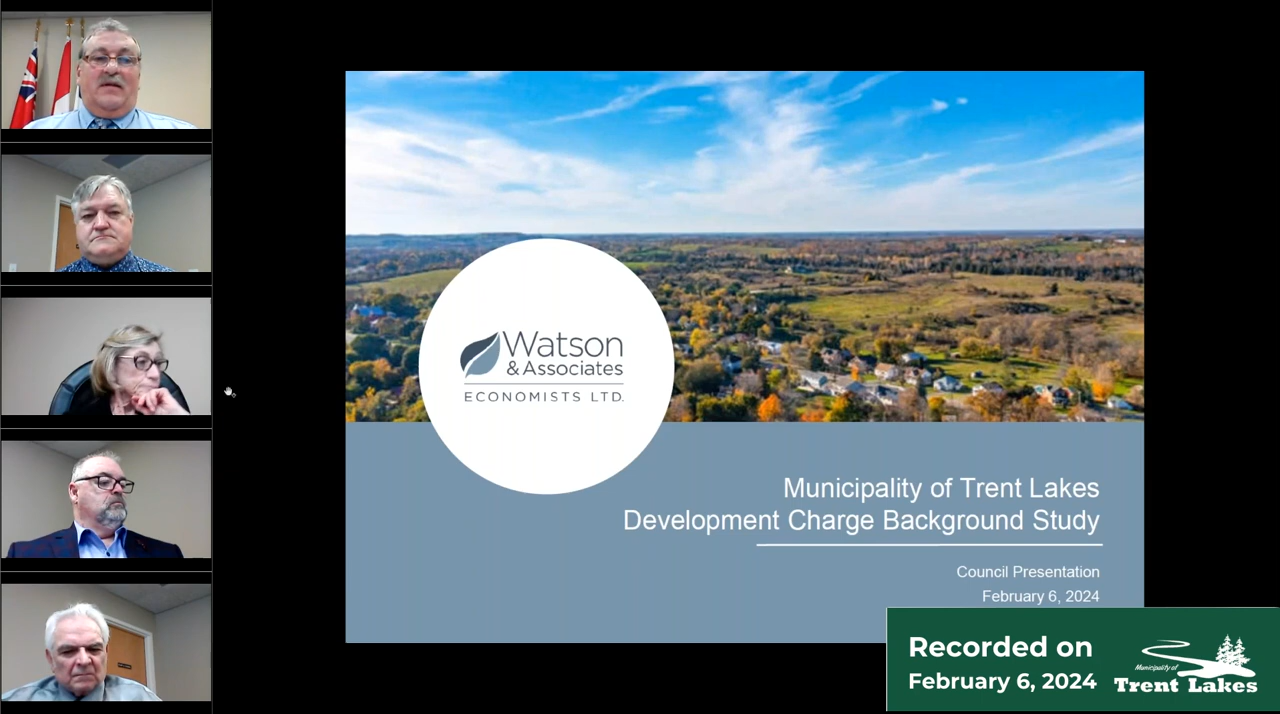 Watson
& Associates
ECONOMISTS LTD.
Municipality of Trent Lakes
Development Charge Background Study
Council Presentation
February 6, 2024
Recorded on
February 6, 2024
Municipality of
Trent Lakes